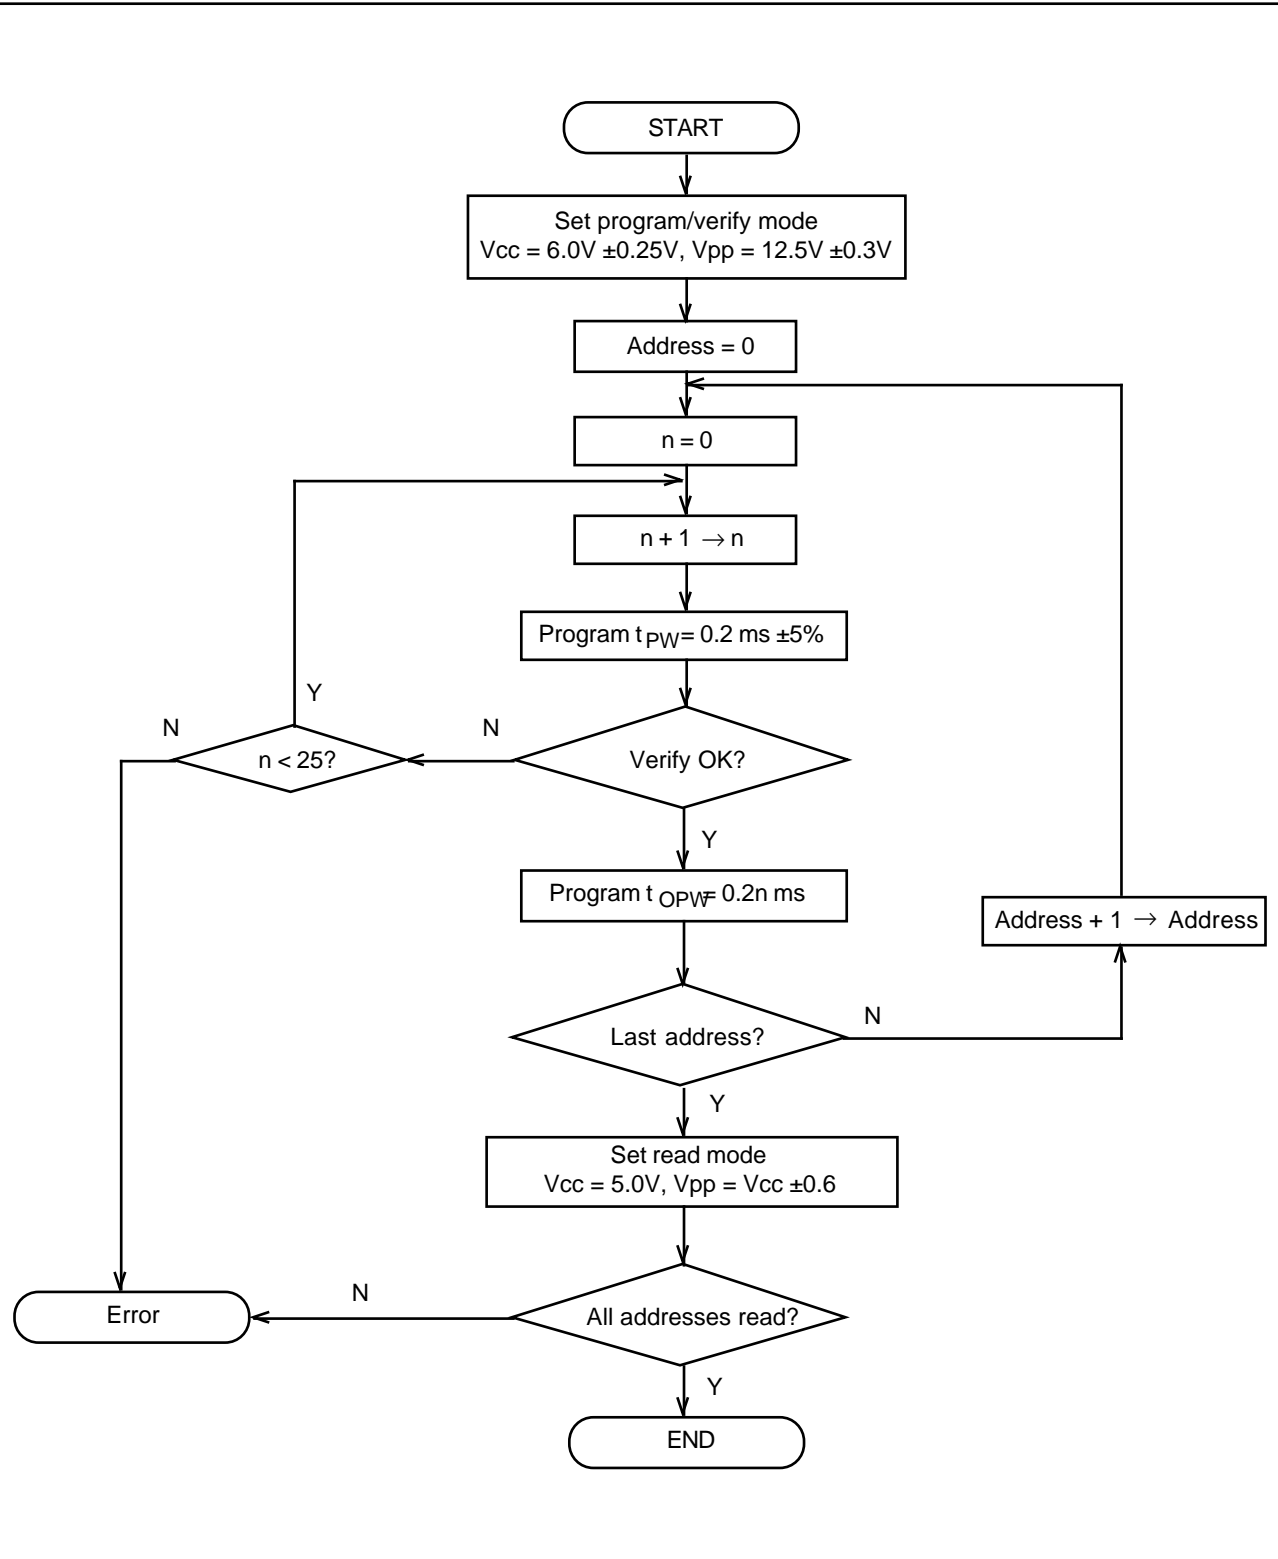 START
Set program/verify mode
Vcc = 6.0V ±0.25V, Vpp = 12.5V ±0.3V
Address = 0
n = 0
n + 1 → n
Program tPW = 0.2 ms ±5%
Y
N
n < 25?
N
Verify OK?
Y
Program tOPW = 0.2n ms
Address + 1 → Address
Last address?
N
Y
Set read mode
Vcc = 5.0V, Vpp = Vcc ±0.6
Error
N
All addresses read?
Y
END